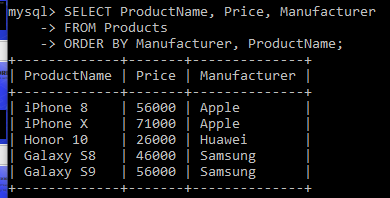 mysql> SELECT ProductName, Price, Manufacturer
    -> FROM Products
    -> ORDER BY Manufacturer, ProductName;
+-------------+-------+--------------+
| ProductName | Price | Manufacturer |
+-------------+-------+--------------+
| iPhone 8    | 56000 | Apple        |
| iPhone X    | 71000 | Apple        |
| Honor 10    | 26000 | Huawei       |
| Galaxy S8   | 46000 | Samsung      |
| Galaxy S9   | 56000 | Samsung      |
+-------------+-------+--------------+